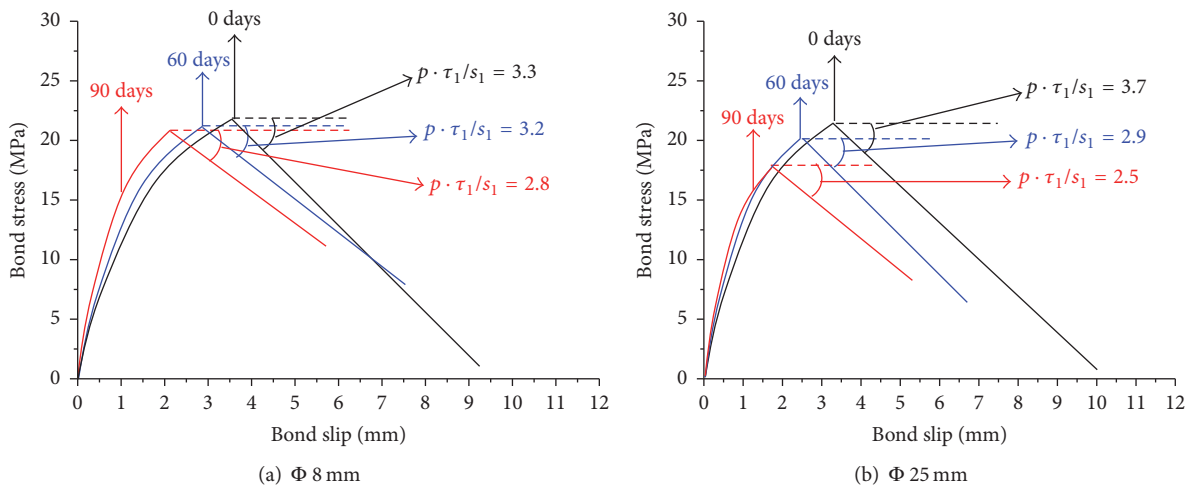 30
25
20
15
10
5
0
Bond stress (MPa)
0 days
60 days
90 days
p · τ₁/s₁ = 3.3
p · τ₁/s₁ = 3.2
p · τ₁/s₁ = 2.8
0 1 2 3 4 5 6 7 8 9 10 11 12
Bond slip (mm)
(a) Φ 8 mm
30
25
20
15
10
5
0
Bond stress (MPa)
0 days
60 days
90 days
p · τ₁/s₁ = 3.7
p · τ₁/s₁ = 2.9
p · τ₁/s₁ = 2.5
0 1 2 3 4 5 6 7 8 9 10 11 12
Bond slip (mm)
(b) Φ 25 mm